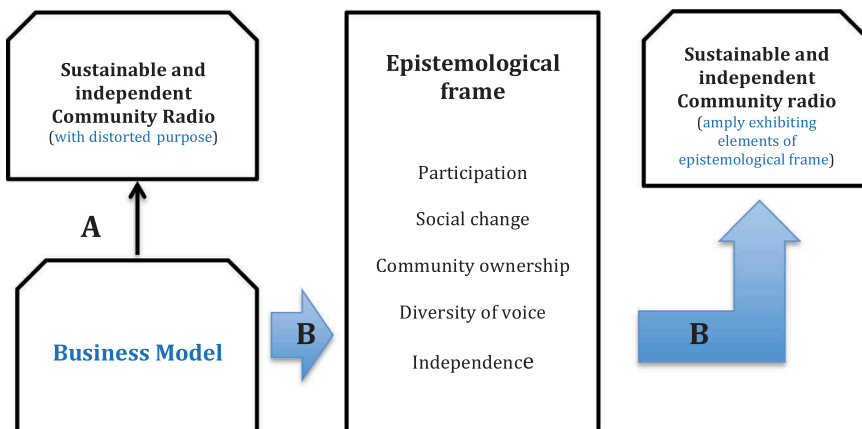 Sustainable and
independent
Community Radio
(with distorted purpose)
A
Business Model
B
Epistemological
frame
Participation
Social change
Community ownership
Diversity of voice
Independence
B
Sustainable and
independent
Community radio
(amply exhibiting
elements of
epistemological frame)